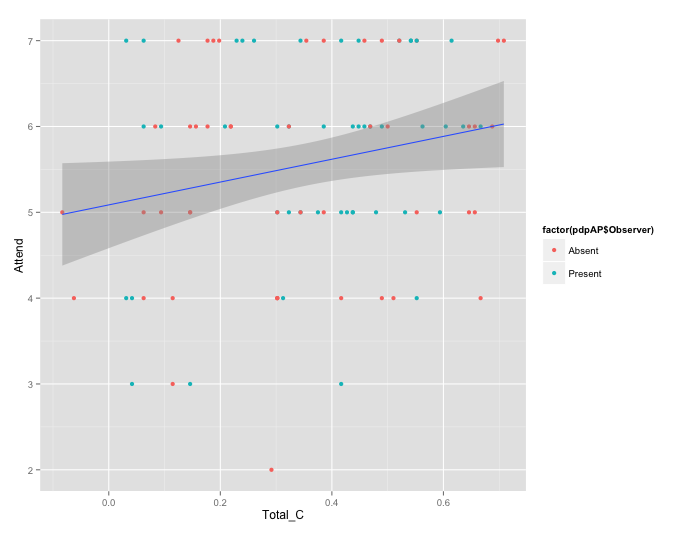 7
6
5
4
3
2
Attend
0.0 0.2 0.4 0.6
Total_C
factor(pdpAP$Observer)
Absent
Present